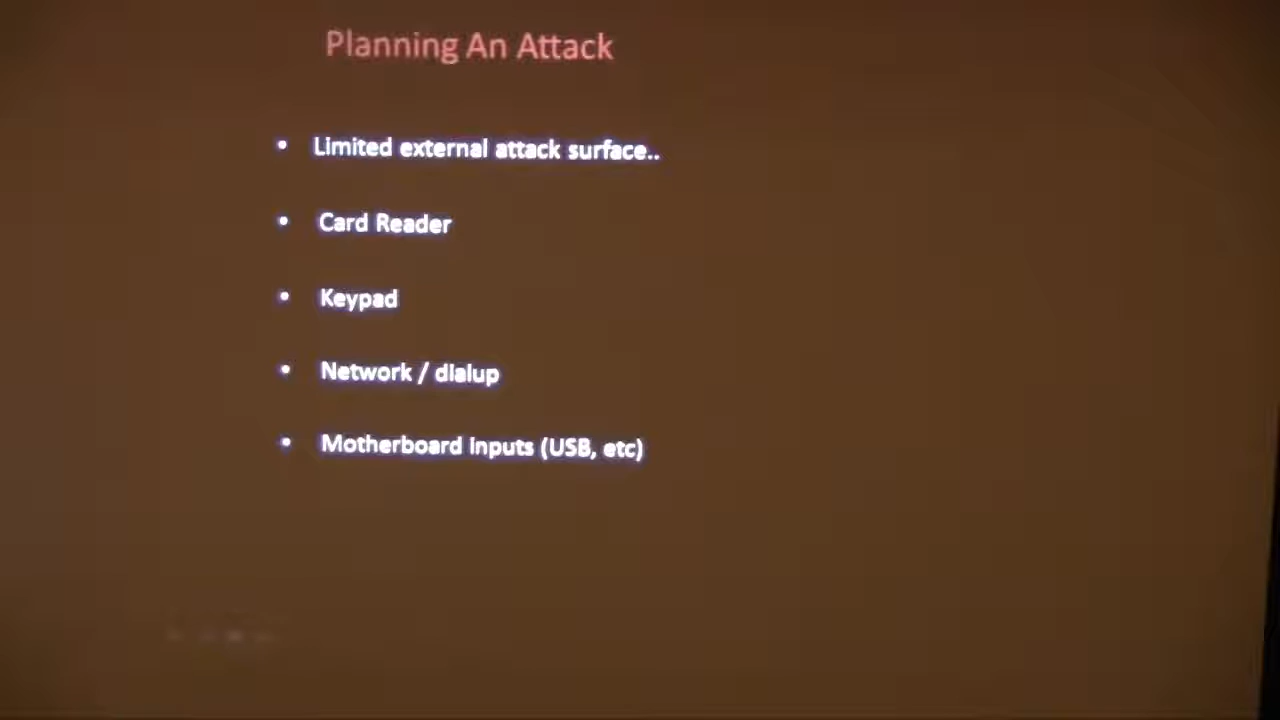 Planning An Attack
• Limited external attack surface..
• Card Reader
• Keypad
• Network / dialup
• Motherboard inputs (USB, etc)